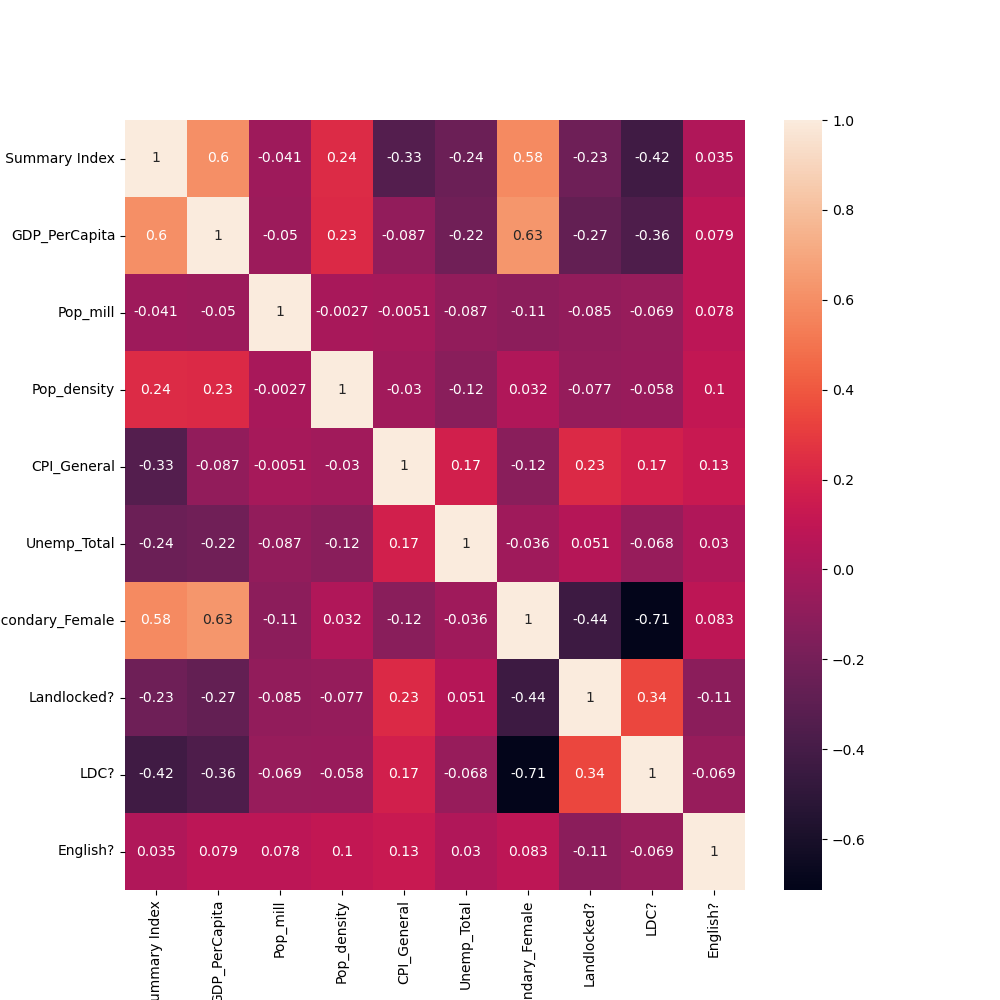 Summary Index 1 0.6 -0.041 0.24 -0.33 -0.24 0.58 -0.23 -0.42 0.035
GDP_PerCapita 0.6 1 -0.05 0.23 -0.087 -0.22 0.63 -0.27 -0.36 0.079
Pop_mill -0.041 -0.05 1 -0.0027 -0.0051 -0.087 -0.11 -0.085 -0.069 0.078
Pop_density 0.24 0.23 -0.0027 1 -0.03 -0.12 0.032 -0.077 -0.058 0.1
CPI_General -0.33 -0.087 -0.0051 -0.03 1 0.17 -0.12 0.23 0.17 0.13
Unemp_Total -0.24 -0.22 -0.087 -0.12 0.17 1 -0.036 0.051 -0.068 0.03
condary_Female 0.58 0.63 -0.11 0.032 -0.12 -0.036 1 -0.44 -0.71 0.083
Landlocked? -0.23 -0.27 -0.085 -0.077 0.23 0.051 -0.44 1 0.34 -0.11
LDC? -0.42 -0.36 -0.069 -0.058 0.17 -0.068 -0.71 0.34 1 -0.069
English? 0.035 0.079 0.078 0.1 0.13 0.03 0.083 -0.11 -0.069 1
ummary Index
GDP_PerCapita
Pop_mill
Pop_density
CPI_General
Unemp_Total
ndary_Female
Landlocked?
LDC?
English?
1.0
0.8
0.6
0.4
0.2
0.0
−0.2
−0.4
−0.6